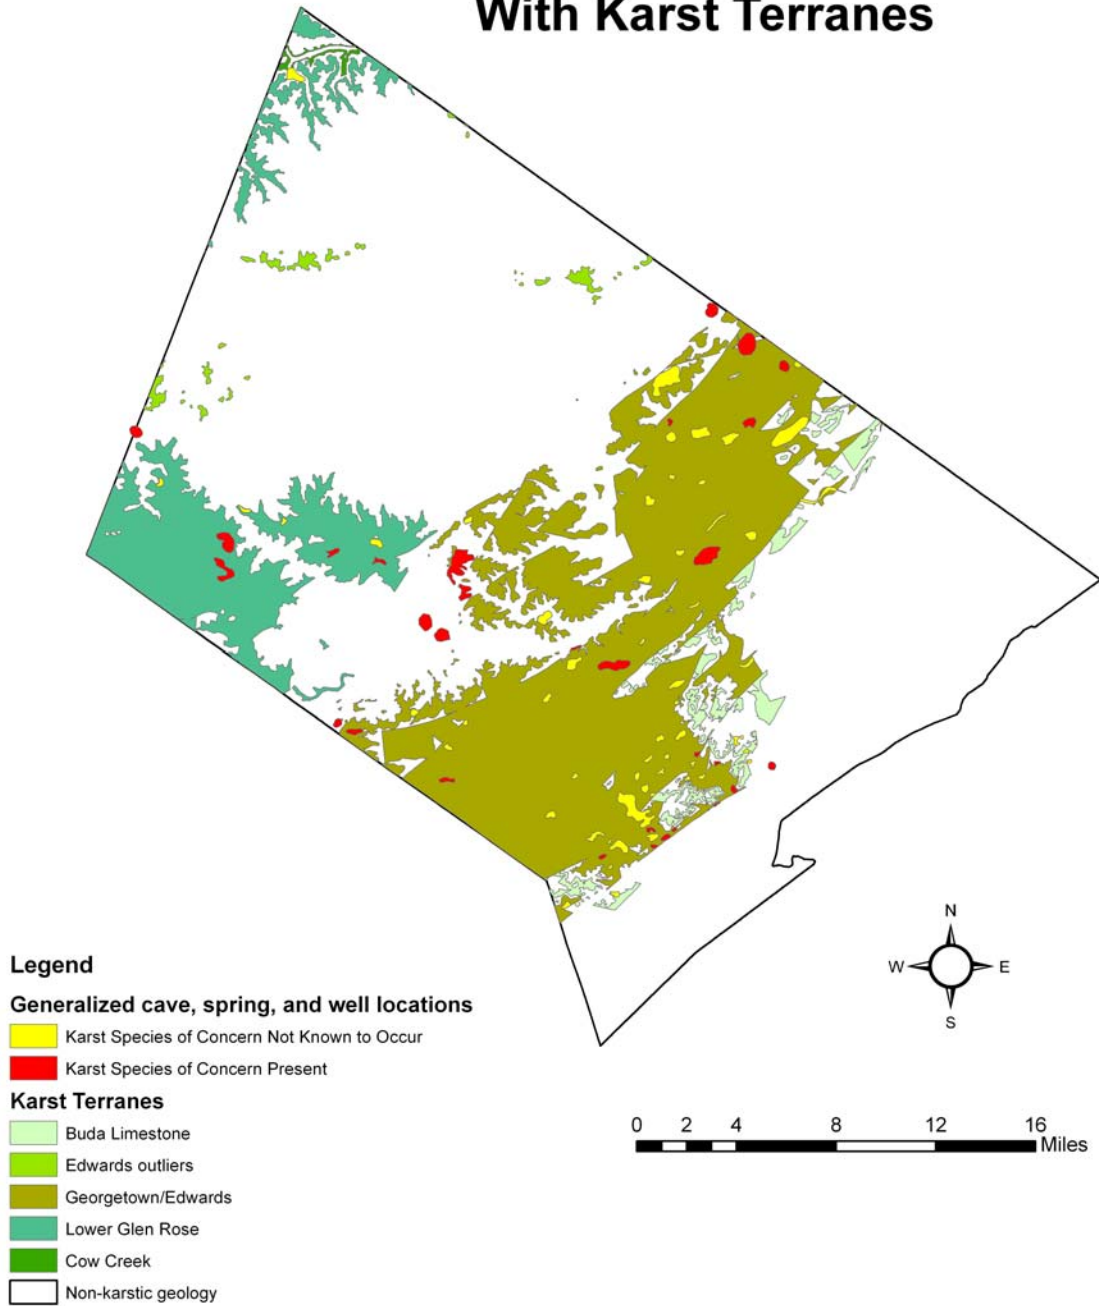 With Karst Terranes
N
W E
S
Legend
Generalized cave, spring, and well locations
Karst Species of Concern Not Known to Occur
Karst Species of Concern Present
Karst Terranes
Buda Limestone
Edwards outliers
Georgetown/Edwards
Lower Glen Rose
Cow Creek
Non-karstic geology
0 2 4 8 12 16
Miles